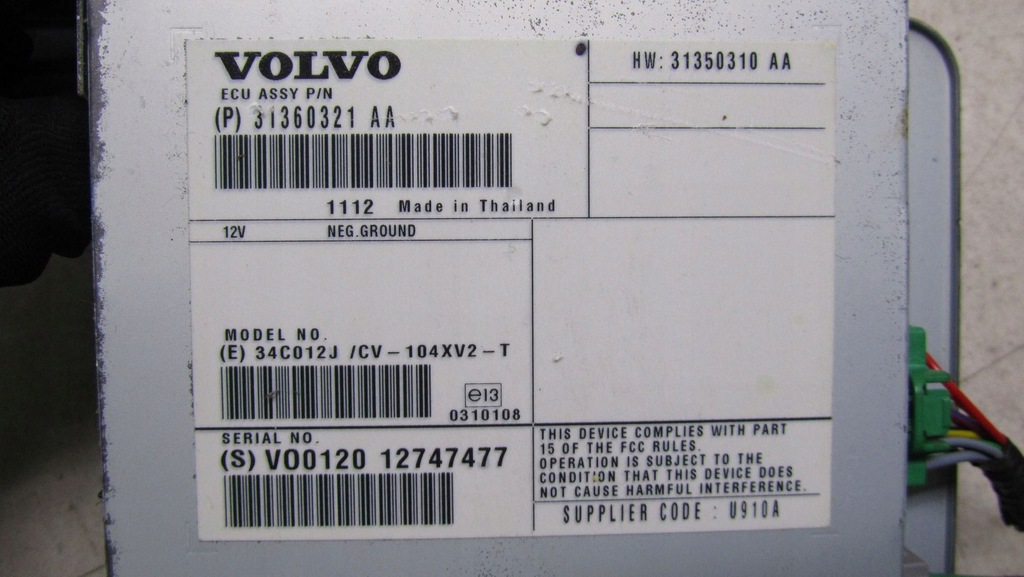 VOLVO
ECU ASSY P/N
(P) 31360321 AA
1112 Made in Thailand
HW: 31350310 AA
12V NEG.GROUND
MODEL NO.
(E) 34C012J /CV-104XV2-T
e13
0310108
SERIAL NO.
(S) VO0120 12747477
THIS DEVICE COMPLIES WITH PART
15 OF THE FCC RULES.
OPERATION IS SUBJECT TO THE
CONDITION THAT THIS DEVICE DOES
NOT CAUSE HARMFUL INTERFERENCE.
SUPPLIER CODE : U910A